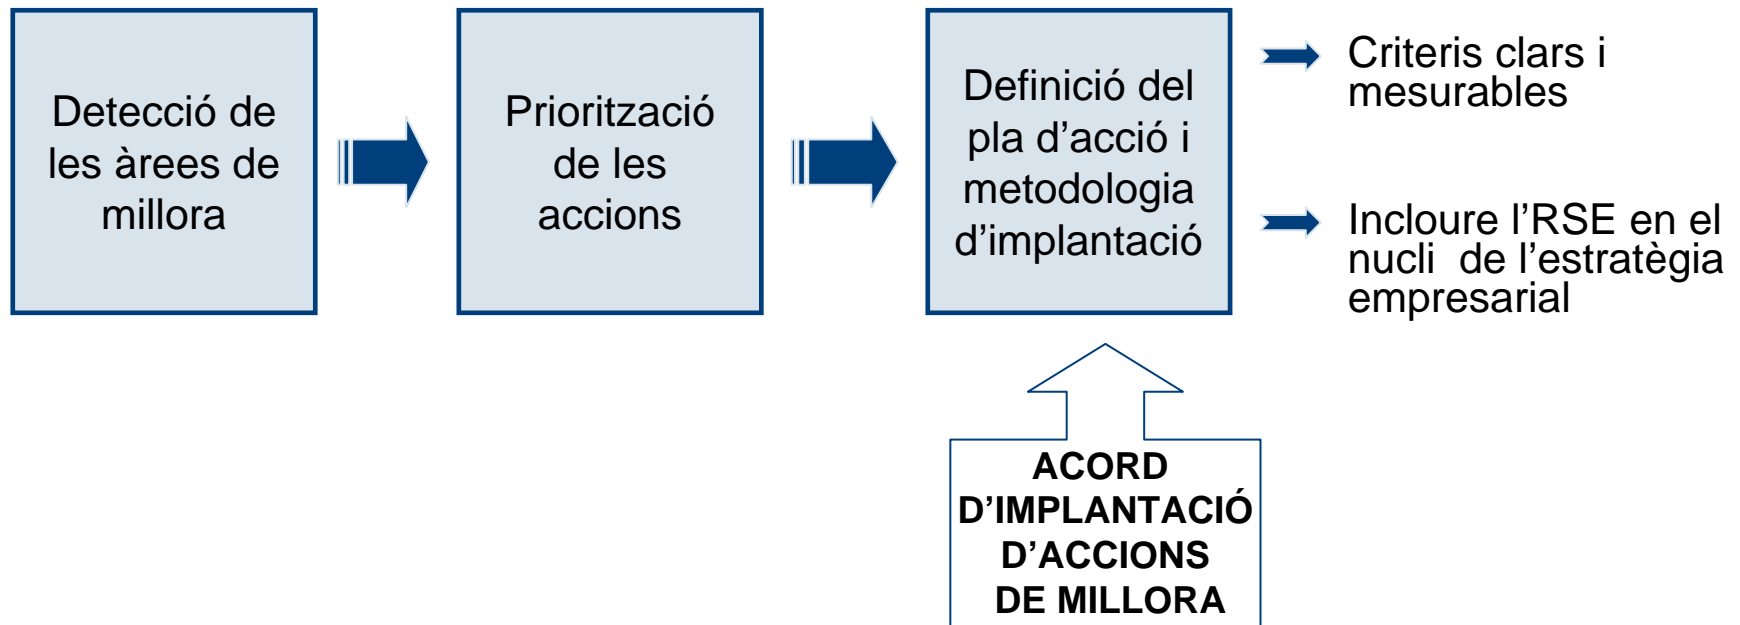 Detecció de
les àrees de
millora
Priorització
de les
accions
Definició del
pla d’acció i
metodologia
d’implantació
Criteris clars i
mesurables
Incloure l’RSE en el
nucli  de l’estratègia
empresarial
ACORD
D’IMPLANTACIÓ
D’ACCIONS
DE MILLORA